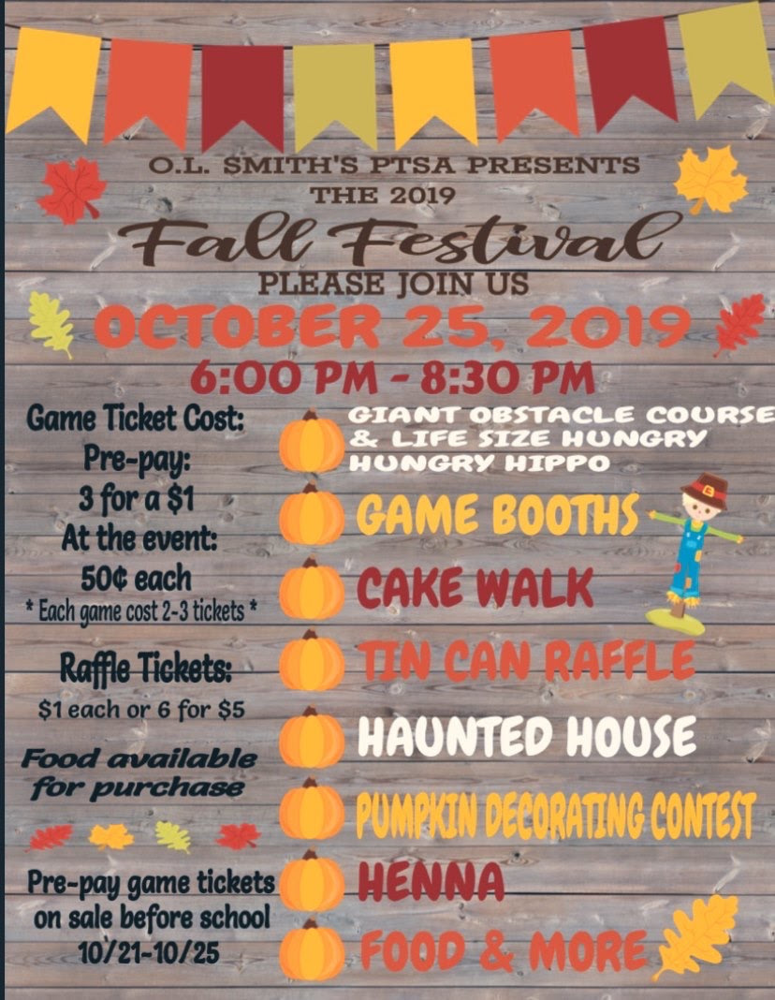 O.L. SMITH'S PTSA PRESENTS
THE 2019
Fall Festival
PLEASE JOIN US
OCTOBER 25, 2019
6:00 PM - 8:30 PM
Game Ticket Cost:
Pre-pay:
3 for a $1
At the event:
50¢ each
* Each game cost 2-3 tickets *
Raffle Tickets:
$1 each or 6 for $5
Food available
for purchase
Pre-pay game tickets
on sale before school
10/21-10/25
GIANT OBSTACLE COURSE
& LIFE SIZE HUNGRY
HUNGRY HIPPO
GAME BOOTHS
CAKE WALK
TIN CAN RAFFLE
HAUNTED HOUSE
PUMPKIN DECORATING CONTEST
HENNA
FOOD & MORE